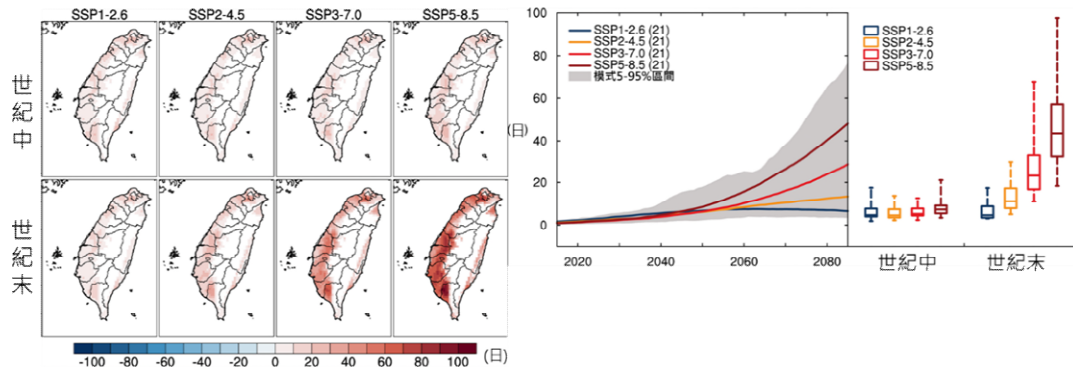 SSP1-2.6 SSP2-4.5 SSP3-7.0 SSP5-8.5
世紀中
世紀末
-100 -80 -60 -40 -20 0 20 40 60 80 100 (日)
100
80
60
(日)
40
20
0
SSP1-2.6 (21)
SSP2-4.5 (21)
SSP3-7.0 (21)
SSP5-8.5 (21)
模式5-95%區間
2020 2040 2060 2080
SSP1-2.6
SSP2-4.5
SSP3-7.0
SSP5-8.5
世紀中 世紀末